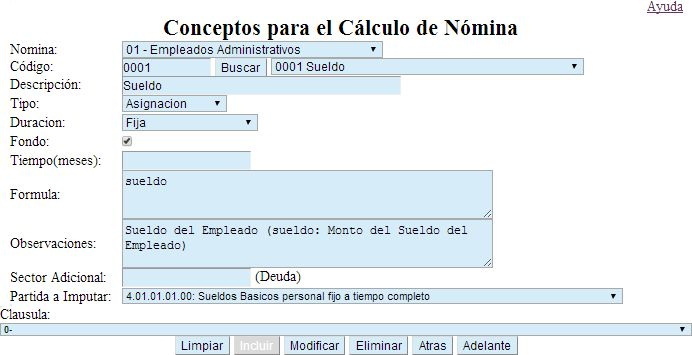 Ayuda
Conceptos para el Cálculo de Nómina
Nomina: 01 - Empleados Administrativos
Código: 0001 Buscar 0001 Sueldo
Descripción: Sueldo
Tipo: Asignacion
Duracion: Fija
Fondo:
Tiempo(meses):
Formula: sueldo
Observaciones: Sueldo del Empleado (sueldo: Monto del Sueldo del
Empleado)
Sector Adicional: (Deuda)
Partida a Imputar: 4.01.01.01.00: Sueldos Basicos personal fijo a tiempo completo
Clausula:
0-
Limpiar Incluir Modificar Eliminar Atras Adelante